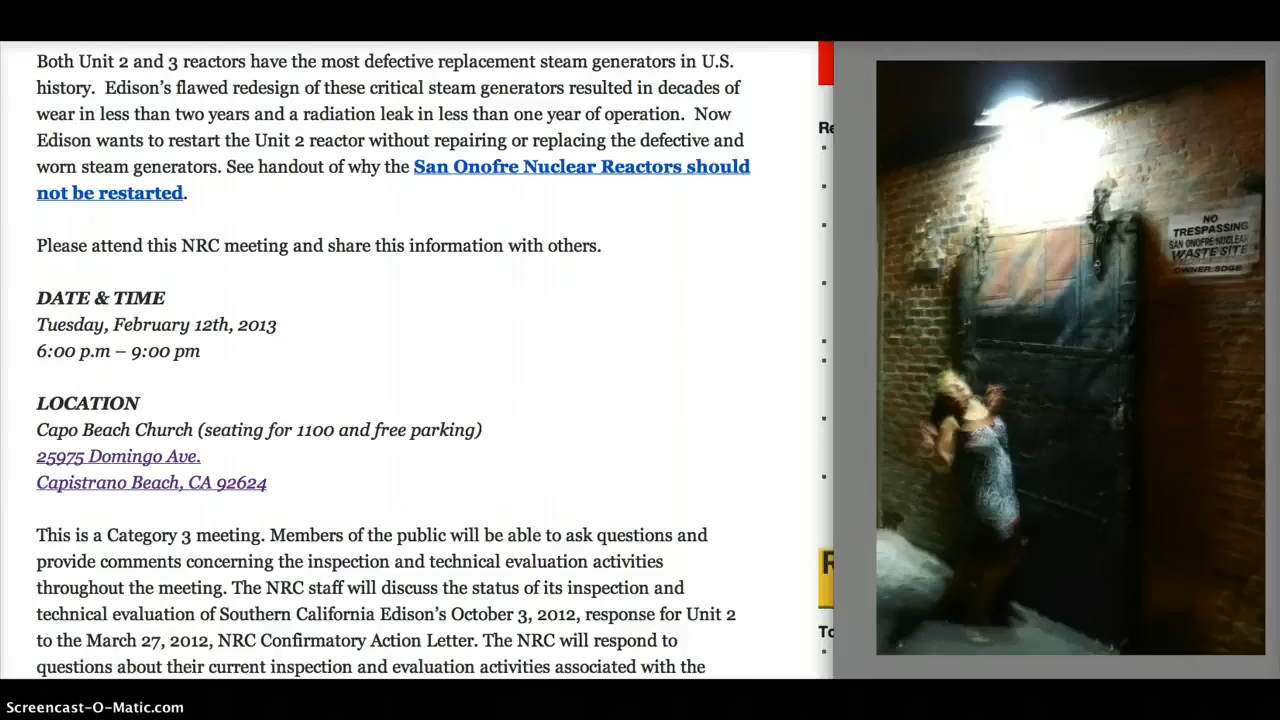 Both Unit 2 and 3 reactors have the most defective replacement steam generators in U.S.
history.  Edison's flawed redesign of these critical steam generators resulted in decades of
wear in less than two years and a radiation leak in less than one year of operation.  Now
Edison wants to restart the Unit 2 reactor without repairing or replacing the defective and
worn steam generators. See handout of why the San Onofre Nuclear Reactors should
not be restarted.
Please attend this NRC meeting and share this information with others.
DATE & TIME
Tuesday, February 12th, 2013
6:00 p.m – 9:00 pm
LOCATION
Capo Beach Church (seating for 1100 and free parking)
25975 Domingo Ave.
Capistrano Beach, CA 92624
This is a Category 3 meeting. Members of the public will be able to ask questions and
provide comments concerning the inspection and technical evaluation activities
throughout the meeting. The NRC staff will discuss the status of its inspection and
technical evaluation of Southern California Edison's October 3, 2012, response for Unit 2
to the March 27, 2012, NRC Confirmatory Action Letter. The NRC will respond to
questions about their current inspection and evaluation activities associated with the
Re
R
To
NO
TRESPASSING
SAN ONOFRE NUCLEAR
WASTE SITE
OWNER SDGE
Screencast-O-Matic.com